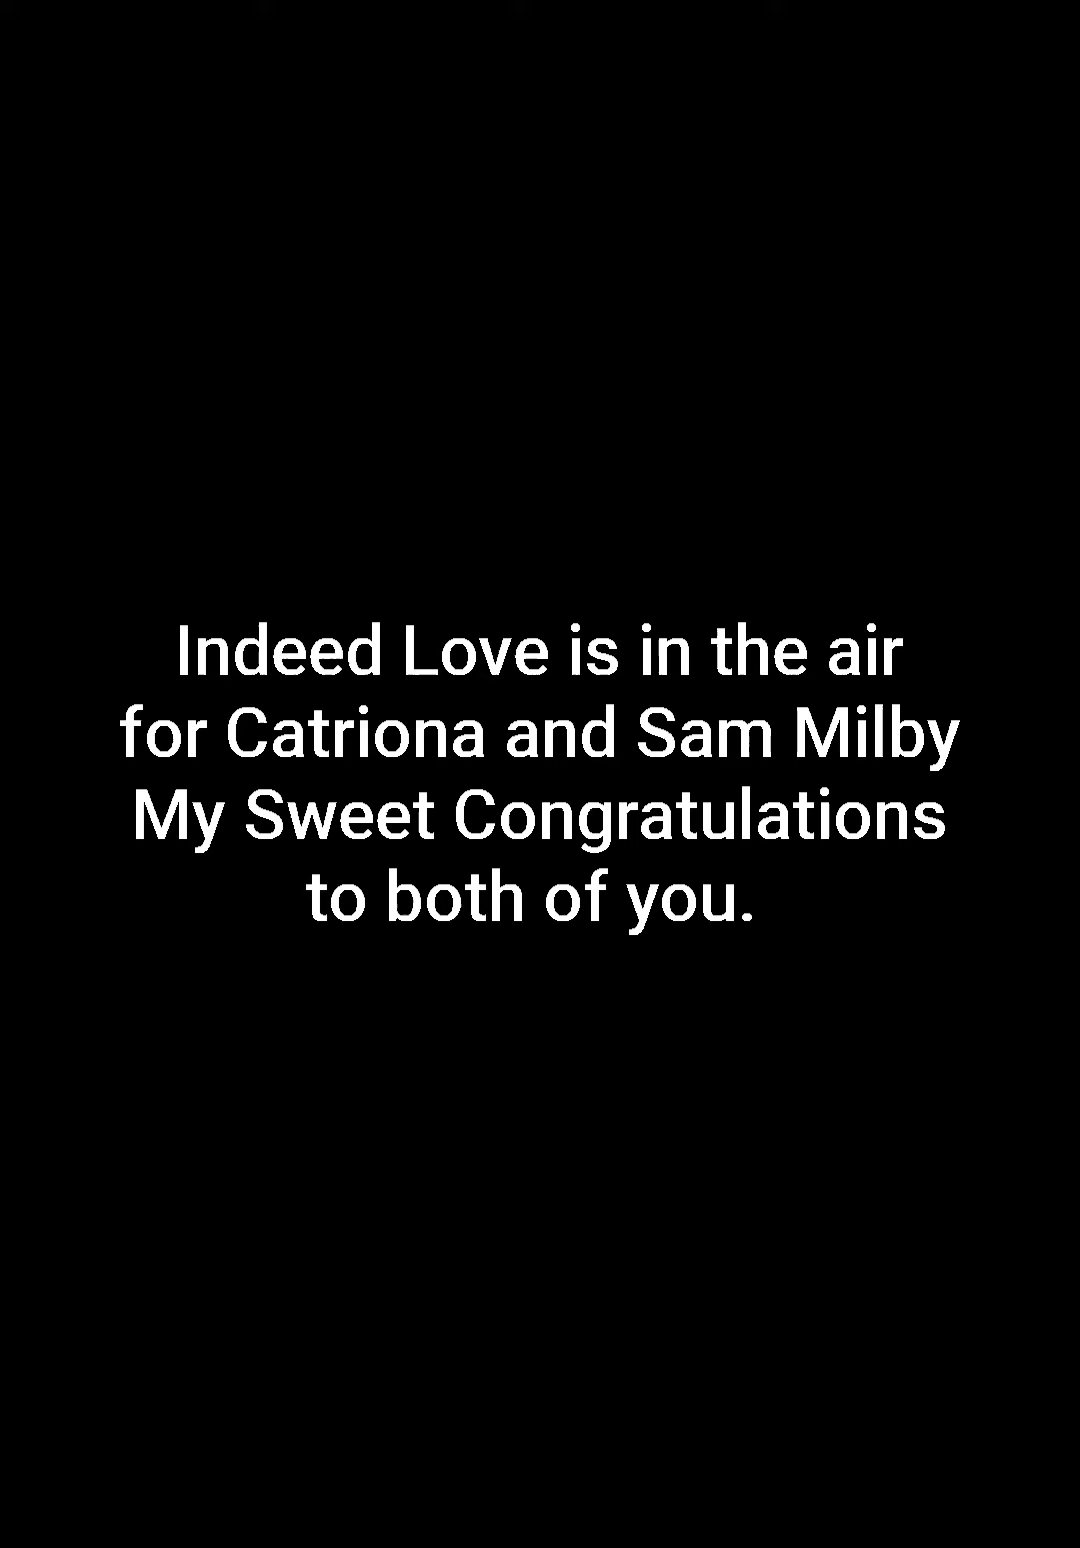 Indeed Love is in the air
for Catriona and Sam Milby
My Sweet Congratulations
to both of you.